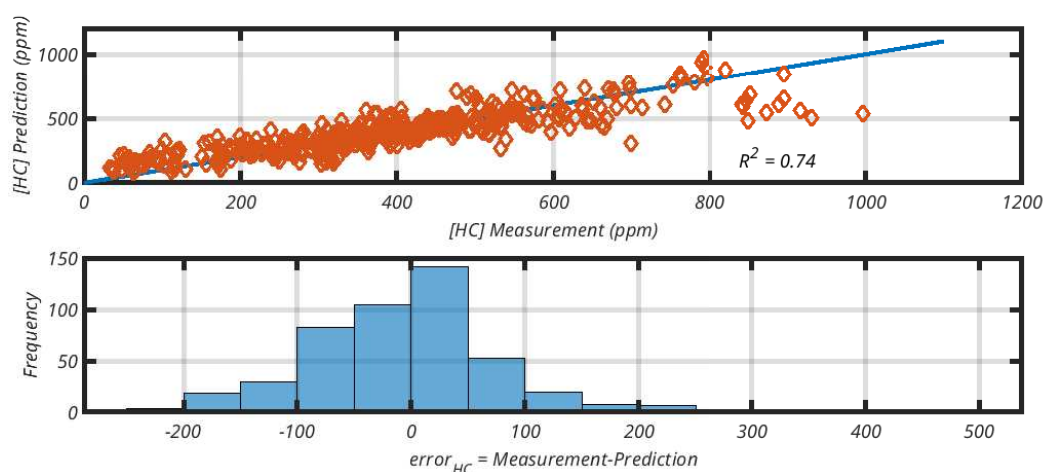 [HC] Prediction (ppm)
1000
500
0
R² = 0.74
0 200 400 600 800 1000 1200
[HC] Measurement (ppm)
Frequency
150
100
50
0
-200 -100 0 100 200 300 400 500
error_HC = Measurement-Prediction